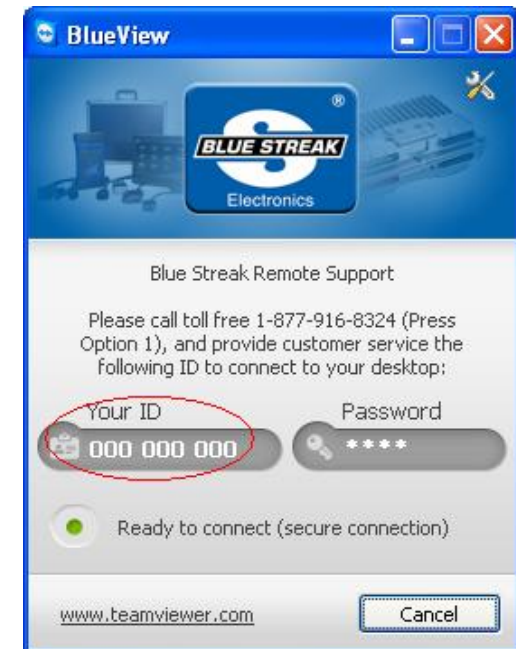 BlueView
®
BLUE STREAK
Electronics
Blue Streak Remote Support
Please call toll free 1-877-916-8324 (Press
Option 1), and provide customer service the
following ID to connect to your desktop:
Your ID Password
000 000 000 ****
Ready to connect (secure connection)
www.teamviewer.com Cancel